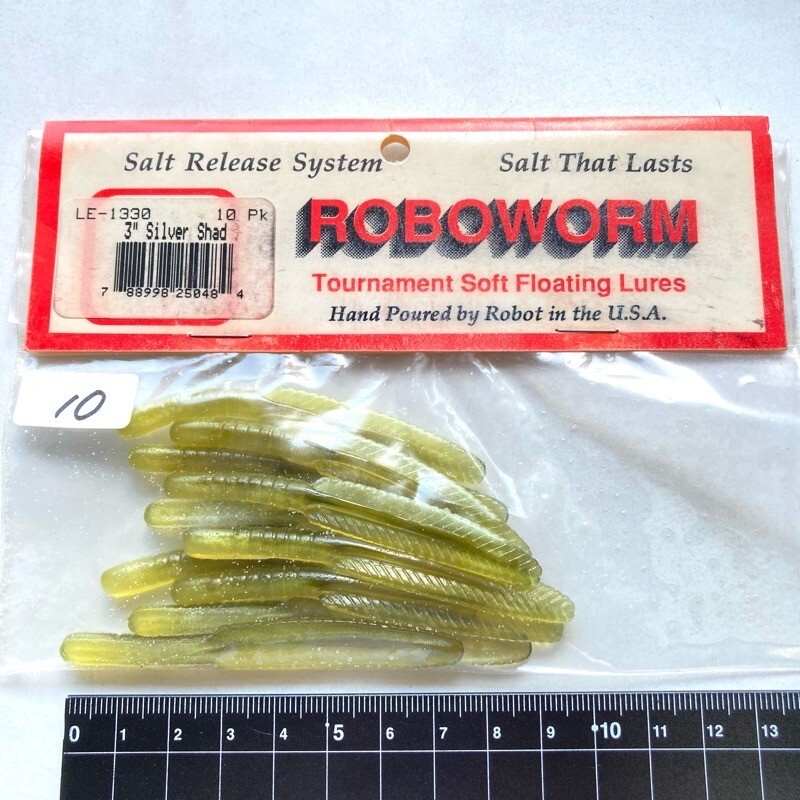 Salt Release System Salt That Lasts
LE-1330 10 Pk
3" Silver Shad
7 88998 25048 4
ROBOWORM
Tournament Soft Floating Lures
Hand Poured by Robot in the U.S.A.
10
0 1 2 3 4 5 6 7 8 9 10 11 12 13